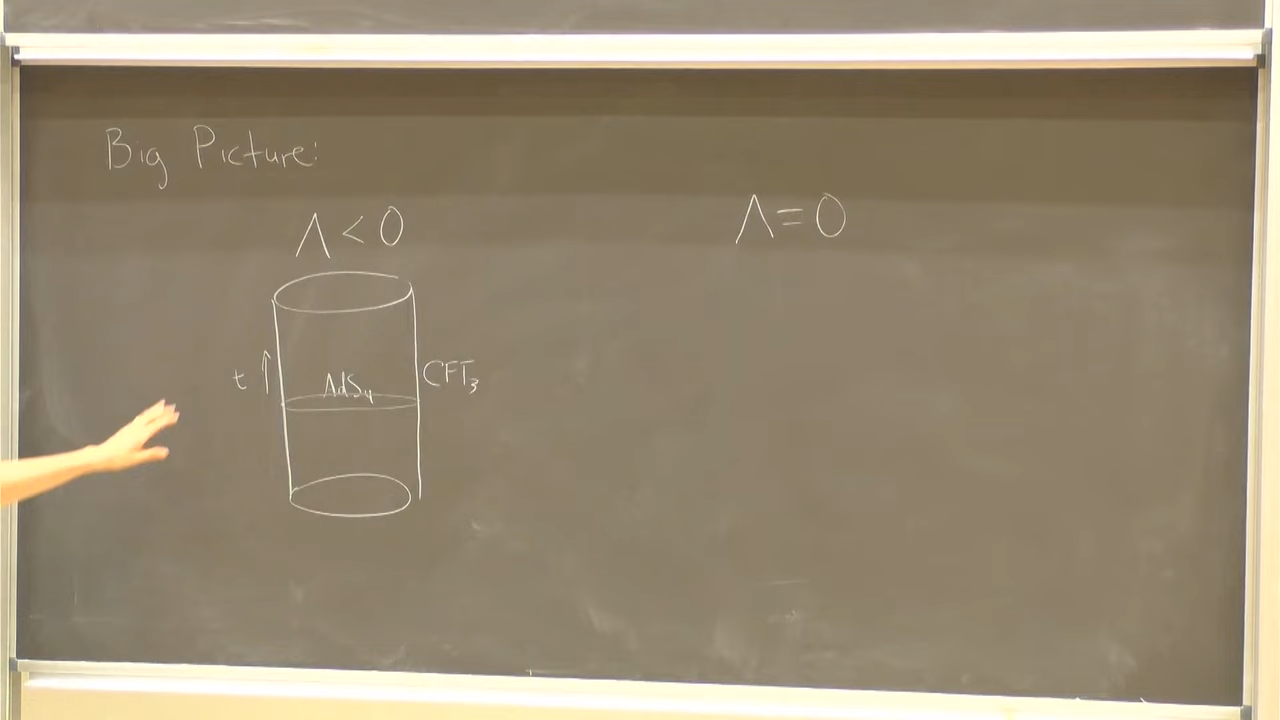 Big Picture:
Λ < 0
Λ = 0
t ↑
AdS₄
CFT₃